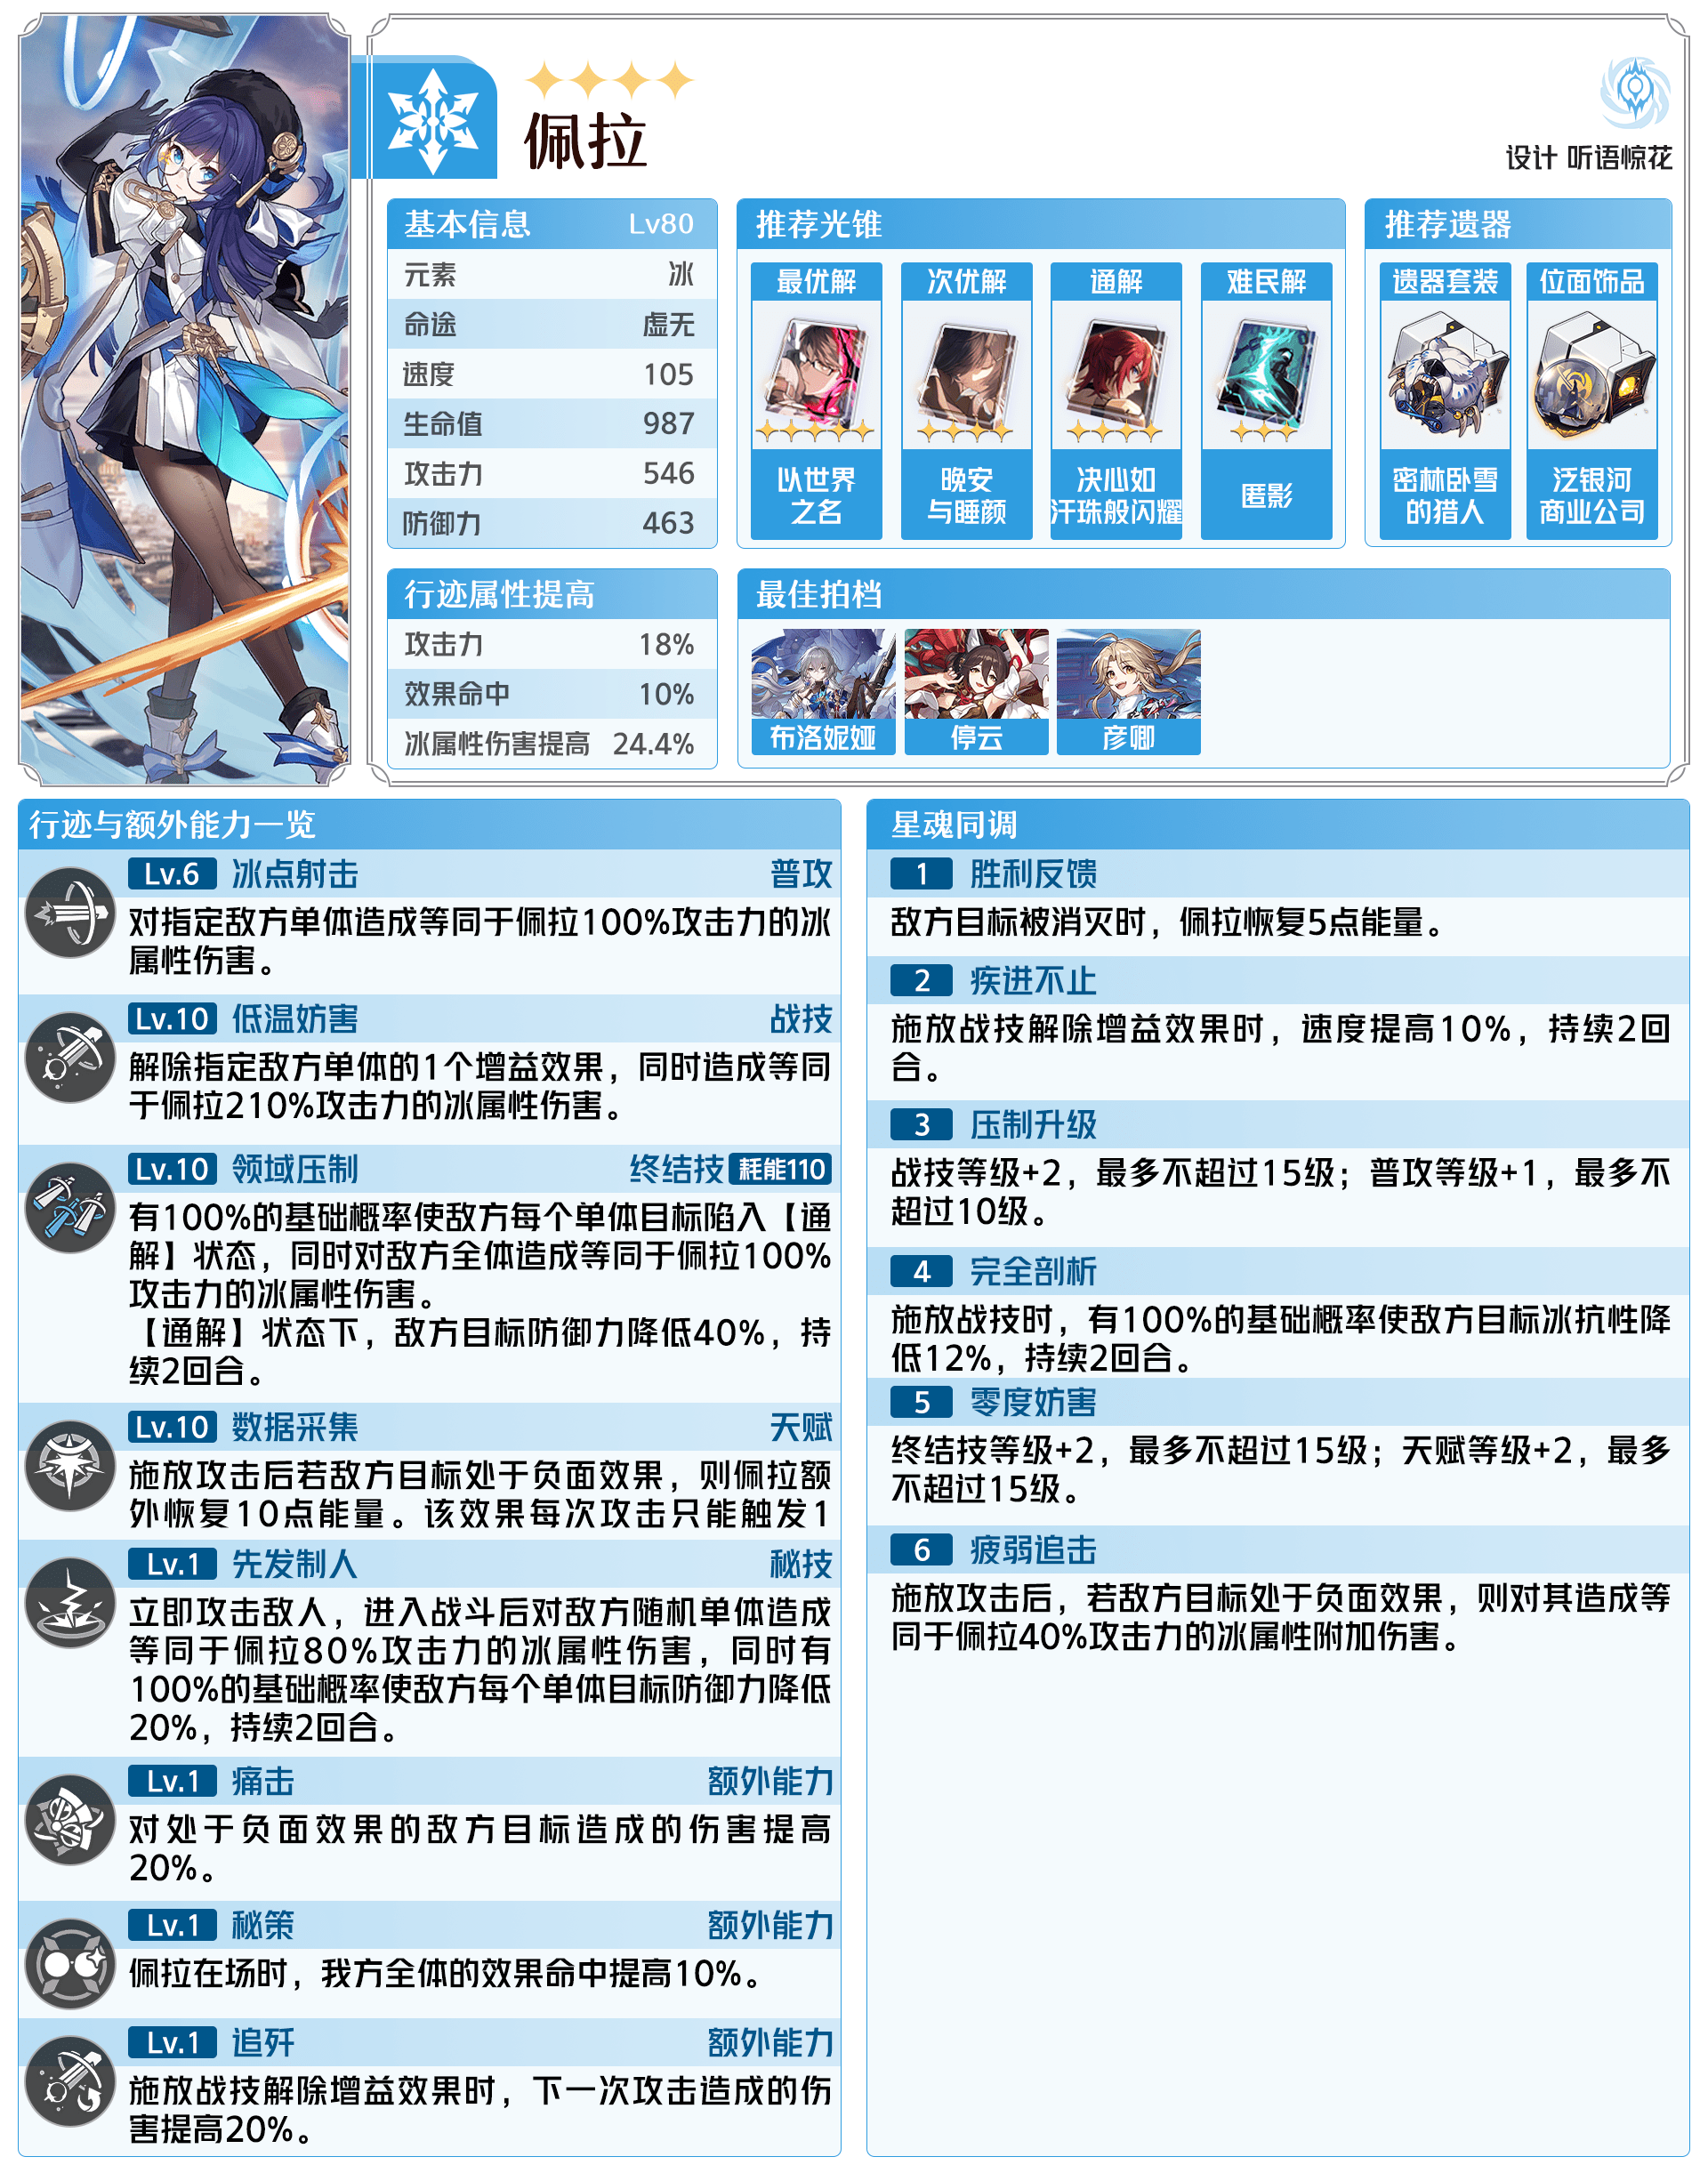 佩拉
设计 听语惊花
基本信息 Lv80
元素 冰
命途 虚无
速度 105
生命值 987
攻击力 546
防御力 463
推荐光锥
最优解
以世界
之名
次优解
晚安
与睡颜
通解
决心如
汗珠般闪耀
难民解
匿影
推荐遗器
遗器套装
密林卧雪
的猎人
位面饰品
泛银河
商业公司
行迹属性提高
攻击力 18%
效果命中 10%
冰属性伤害提高 24.4%
最佳拍档
布洛妮娅
停云
彦卿
行迹与额外能力一览
Lv.6 冰点射击 普攻
对指定敌方单体造成等同于佩拉100%攻击力的冰
属性伤害。
Lv.10 低温妨害 战技
解除指定敌方单体的1个增益效果，同时造成等同
于佩拉210%攻击力的冰属性伤害。
Lv.10 领域压制 终结技 耗能110
有100%的基础概率使敌方每个单体目标陷入【通
解】状态，同时对敌方全体造成等同于佩拉100%
攻击力的冰属性伤害。
【通解】状态下，敌方目标防御力降低40%，持
续2回合。
Lv.10 数据采集 天赋
施放攻击后若敌方目标处于负面效果，则佩拉额
外恢复10点能量。该效果每次攻击只能触发1
Lv.1 先发制人 秘技
立即攻击敌人，进入战斗后对敌方随机单体造成
等同于佩拉80%攻击力的冰属性伤害，同时有
100%的基础概率使敌方每个单体目标防御力降低
20%，持续2回合。
Lv.1 痛击 额外能力
对处于负面效果的敌方目标造成的伤害提高
20%。
Lv.1 秘策 额外能力
佩拉在场时，我方全体的效果命中提高10%。
Lv.1 追歼 额外能力
施放战技解除增益效果时，下一次攻击造成的伤
害提高20%。
星魂同调
1 胜利反馈
敌方目标被消灭时，佩拉恢复5点能量。
2 疾进不止
施放战技解除增益效果时，速度提高10%，持续2回
合。
3 压制升级
战技等级+2，最多不超过15级；普攻等级+1，最多不
超过10级。
4 完全剖析
施放战技时，有100%的基础概率使敌方目标冰抗性降
低12%，持续2回合。
5 零度妨害
终结技等级+2，最多不超过15级；天赋等级+2，最多
不超过15级。
6 疲弱追击
施放攻击后，若敌方目标处于负面效果，则对其造成等
同于佩拉40%攻击力的冰属性附加伤害。